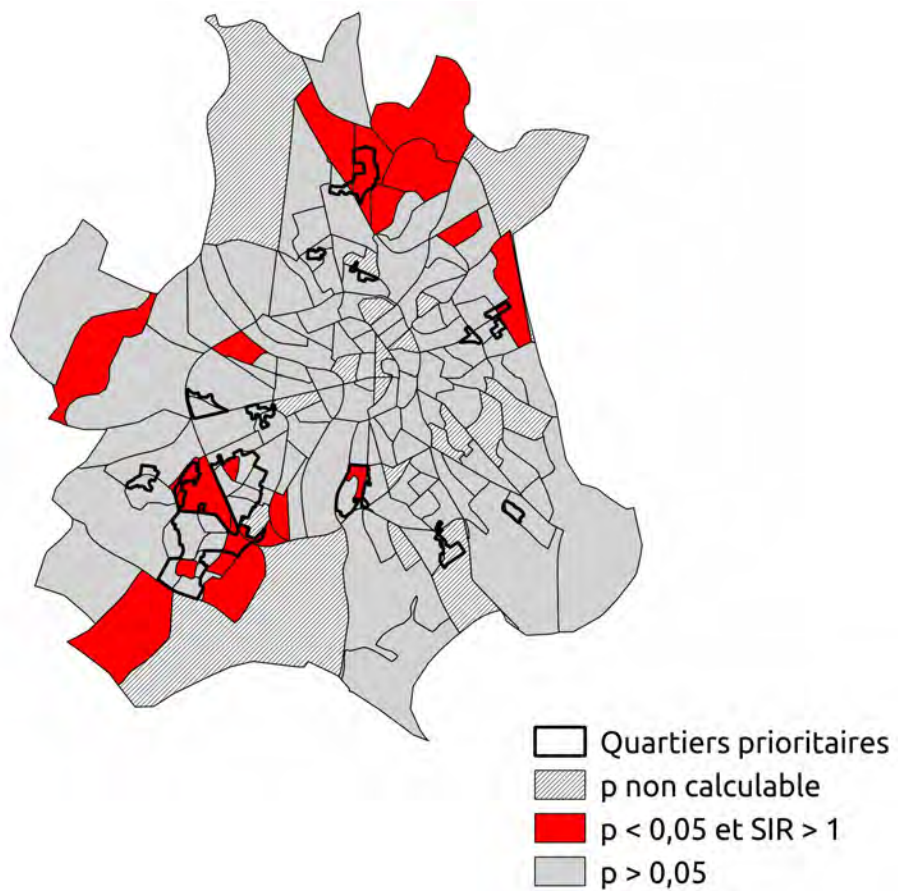 Quartiers prioritaires
p non calculable
p < 0,05 et SIR > 1
p > 0,05